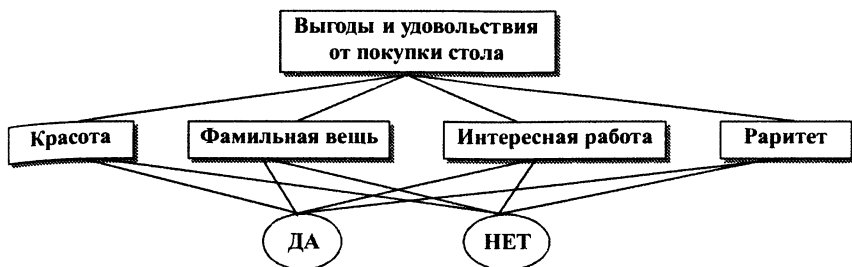 Выгоды и удовольствия
от покупки стола
Красота
Фамильная вещь
Интересная работа
Раритет
ДА
НЕТ